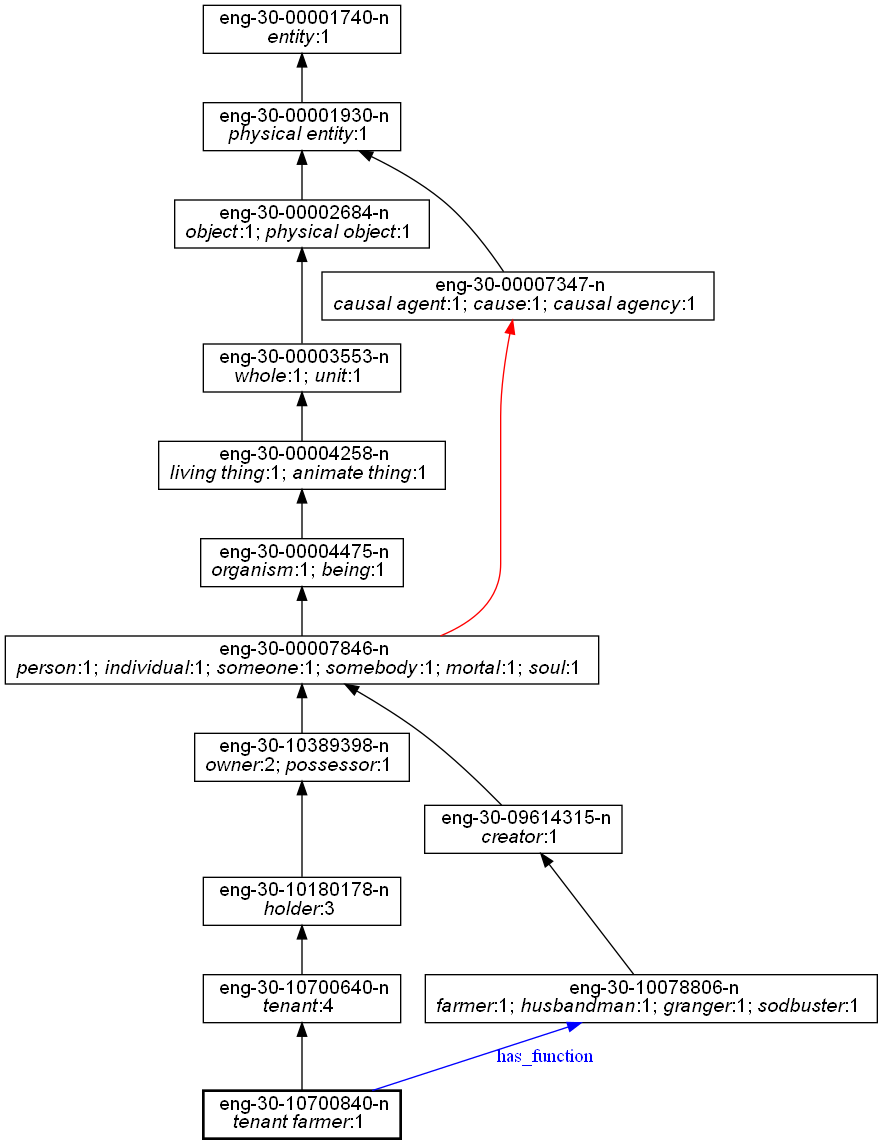 eng-30-00001740-n
entity:1
eng-30-00001930-n
physical entity:1
eng-30-00002684-n
object:1; physical object:1
eng-30-00007347-n
causal agent:1; cause:1; causal agency:1
eng-30-00003553-n
whole:1; unit:1
eng-30-00004258-n
living thing:1; animate thing:1
eng-30-00004475-n
organism:1; being:1
eng-30-00007846-n
person:1; individual:1; someone:1; somebody:1; mortal:1; soul:1
eng-30-10389398-n
owner:2; possessor:1
eng-30-09614315-n
creator:1
eng-30-10180178-n
holder:3
eng-30-10700640-n
tenant:4
eng-30-10078806-n
farmer:1; husbandman:1; granger:1; sodbuster:1
has_function
eng-30-10700840-n
tenant farmer:1